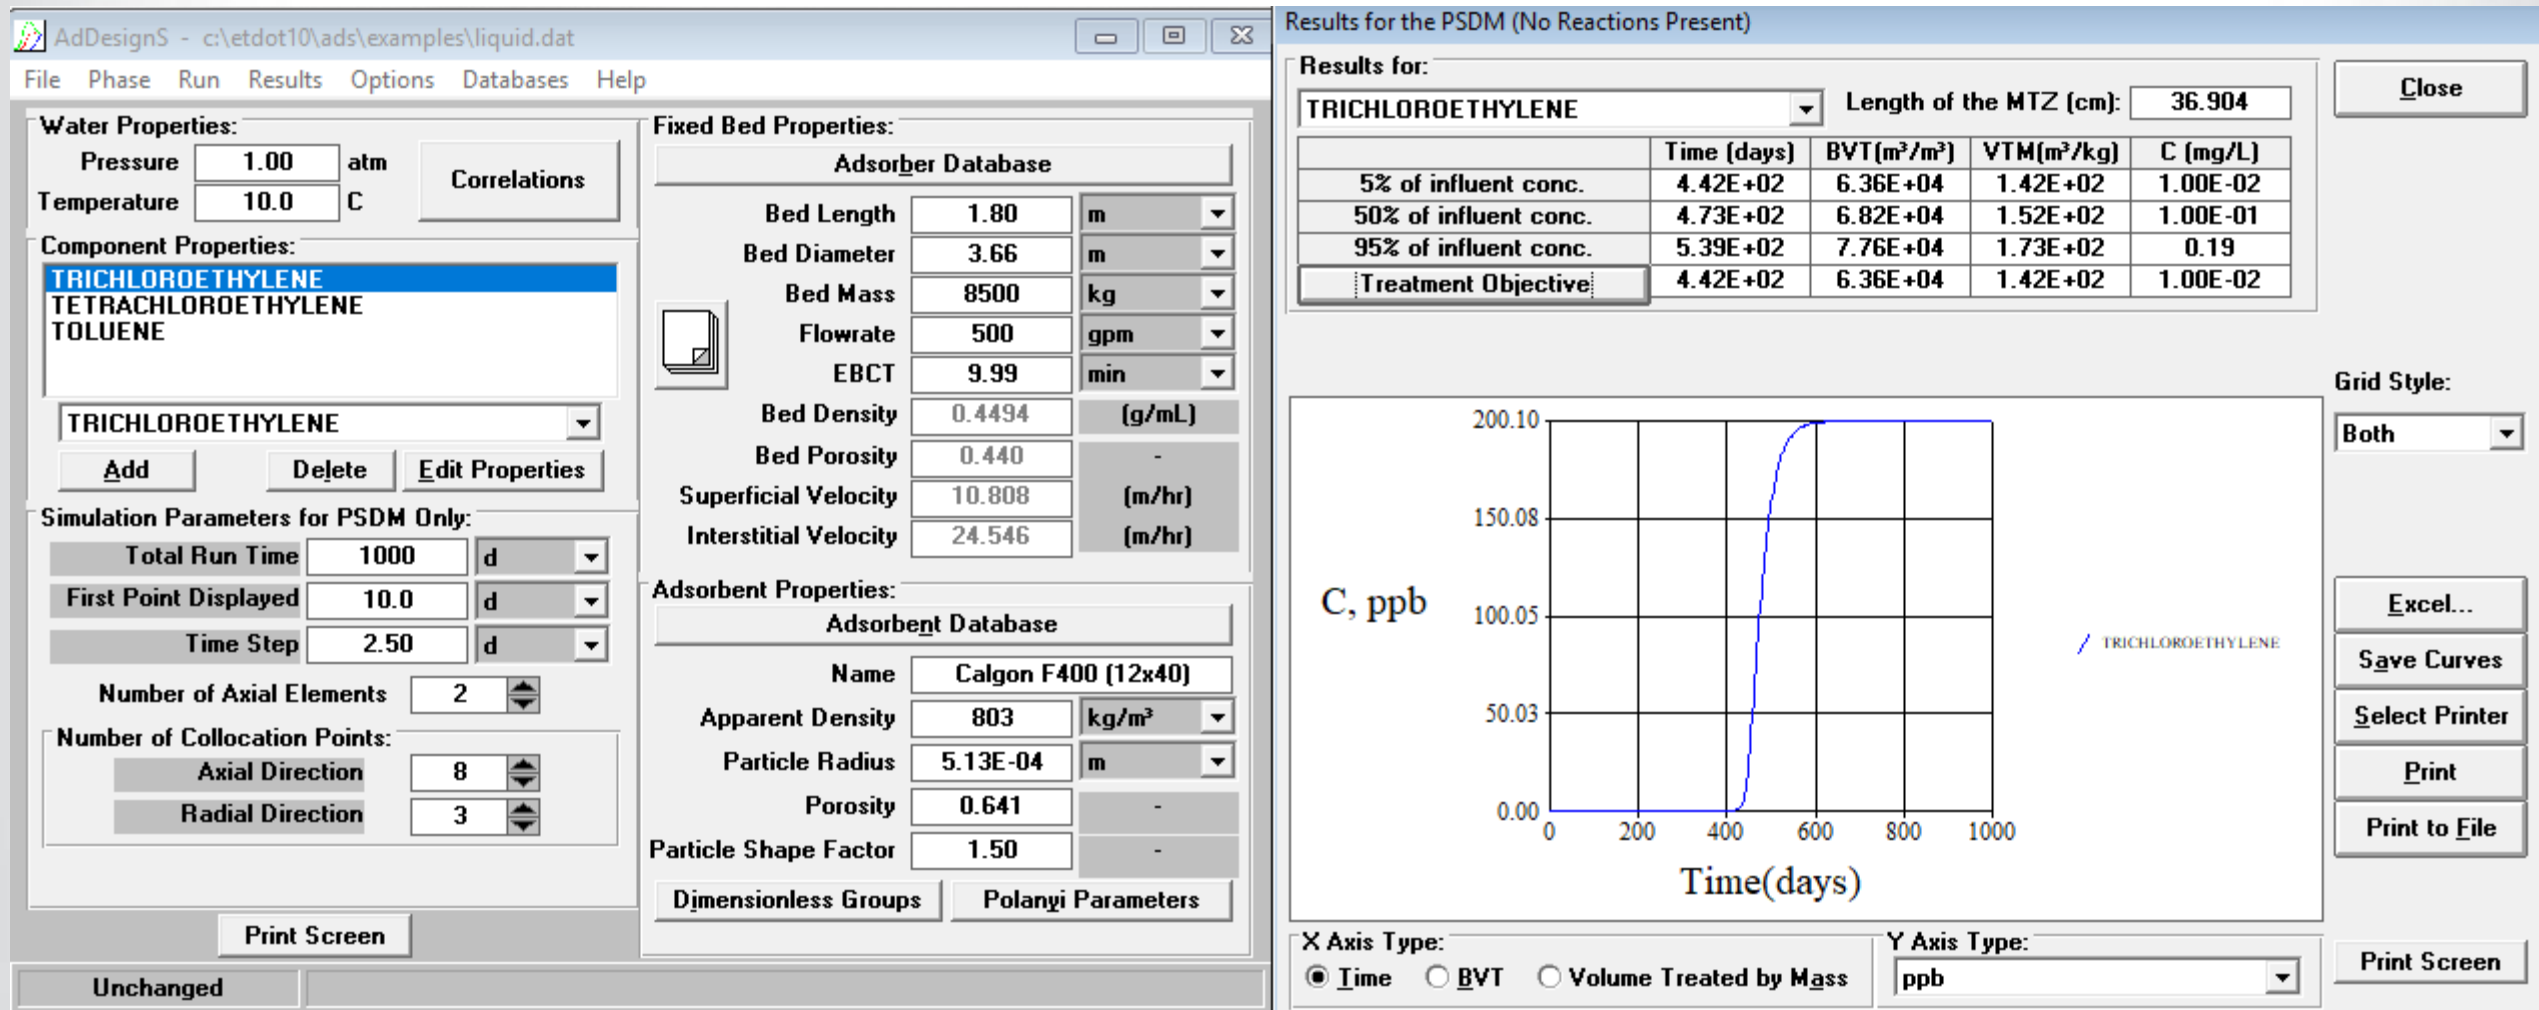 AdDesignS - c:\etdot10\ads\examples\liquid.dat
File Phase Run Results Options Databases Help
Water Properties:
Pressure 1.00 atm
Temperature 10.0 C
Correlations
Component Properties:
TRICHLOROETHYLENE
TETRACHLOROETHYLENE
TOLUENE
TRICHLOROETHYLENE
Add Delete Edit Properties
Simulation Parameters for PSDM Only:
Total Run Time 1000 d
First Point Displayed 10.0 d
Time Step 2.50 d
Number of Axial Elements 2
Number of Collocation Points:
Axial Direction 8
Radial Direction 3
Print Screen
Unchanged
Fixed Bed Properties:
Adsorber Database
Bed Length 1.80 m
Bed Diameter 3.66 m
Bed Mass 8500 kg
Flowrate 500 gpm
EBCT 9.99 min
Bed Density 0.4494 (g/mL)
Bed Porosity 0.440 -
Superficial Velocity 10.808 (m/hr)
Interstitial Velocity 24.546 (m/hr)
Adsorbent Properties:
Adsorbent Database
Name Calgon F400 (12x40)
Apparent Density 803 kg/m³
Particle Radius 5.13E-04 m
Porosity 0.641 -
Particle Shape Factor 1.50 -
Dimensionless Groups Polanyi Parameters
Results for the PSDM (No Reactions Present)
Results for:
TRICHLOROETHYLENE Length of the MTZ (cm): 36.904
Time (days) BVT(m³/m³) VTM(m³/kg) C (mg/L)
5% of influent conc. 4.42E+02 6.36E+04 1.42E+02 1.00E-02
50% of influent conc. 4.73E+02 6.82E+04 1.52E+02 1.00E-01
95% of influent conc. 5.39E+02 7.76E+04 1.73E+02 0.19
Treatment Objective 4.42E+02 6.36E+04 1.42E+02 1.00E-02
Close
Grid Style:
Both
200.10
150.08
100.05
50.03
0.00
C, ppb
0 200 400 600 800 1000
Time(days)
TRICHLOROETHYLENE
Excel...
Save Curves
Select Printer
Print
Print to File
X Axis Type:
Time BVT Volume Treated by Mass
Y Axis Type:
ppb
Print Screen